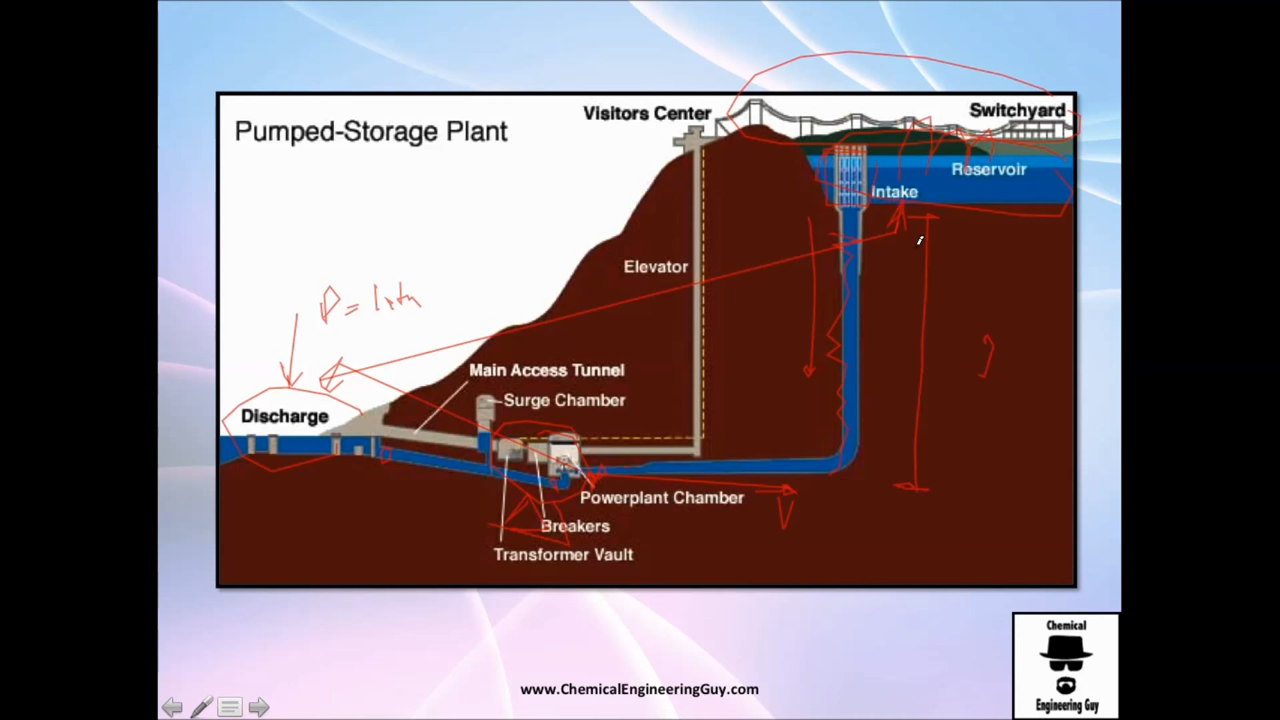 Visitors Center
Switchyard
Pumped-Storage Plant
Reservoir
Intake
Elevator
P = 1atm
Main Access Tunnel
Surge Chamber
Discharge
Powerplant Chamber
V
Breakers
Transformer Vault
Chemical
Engineering Guy
www.ChemicalEngineeringGuy.com